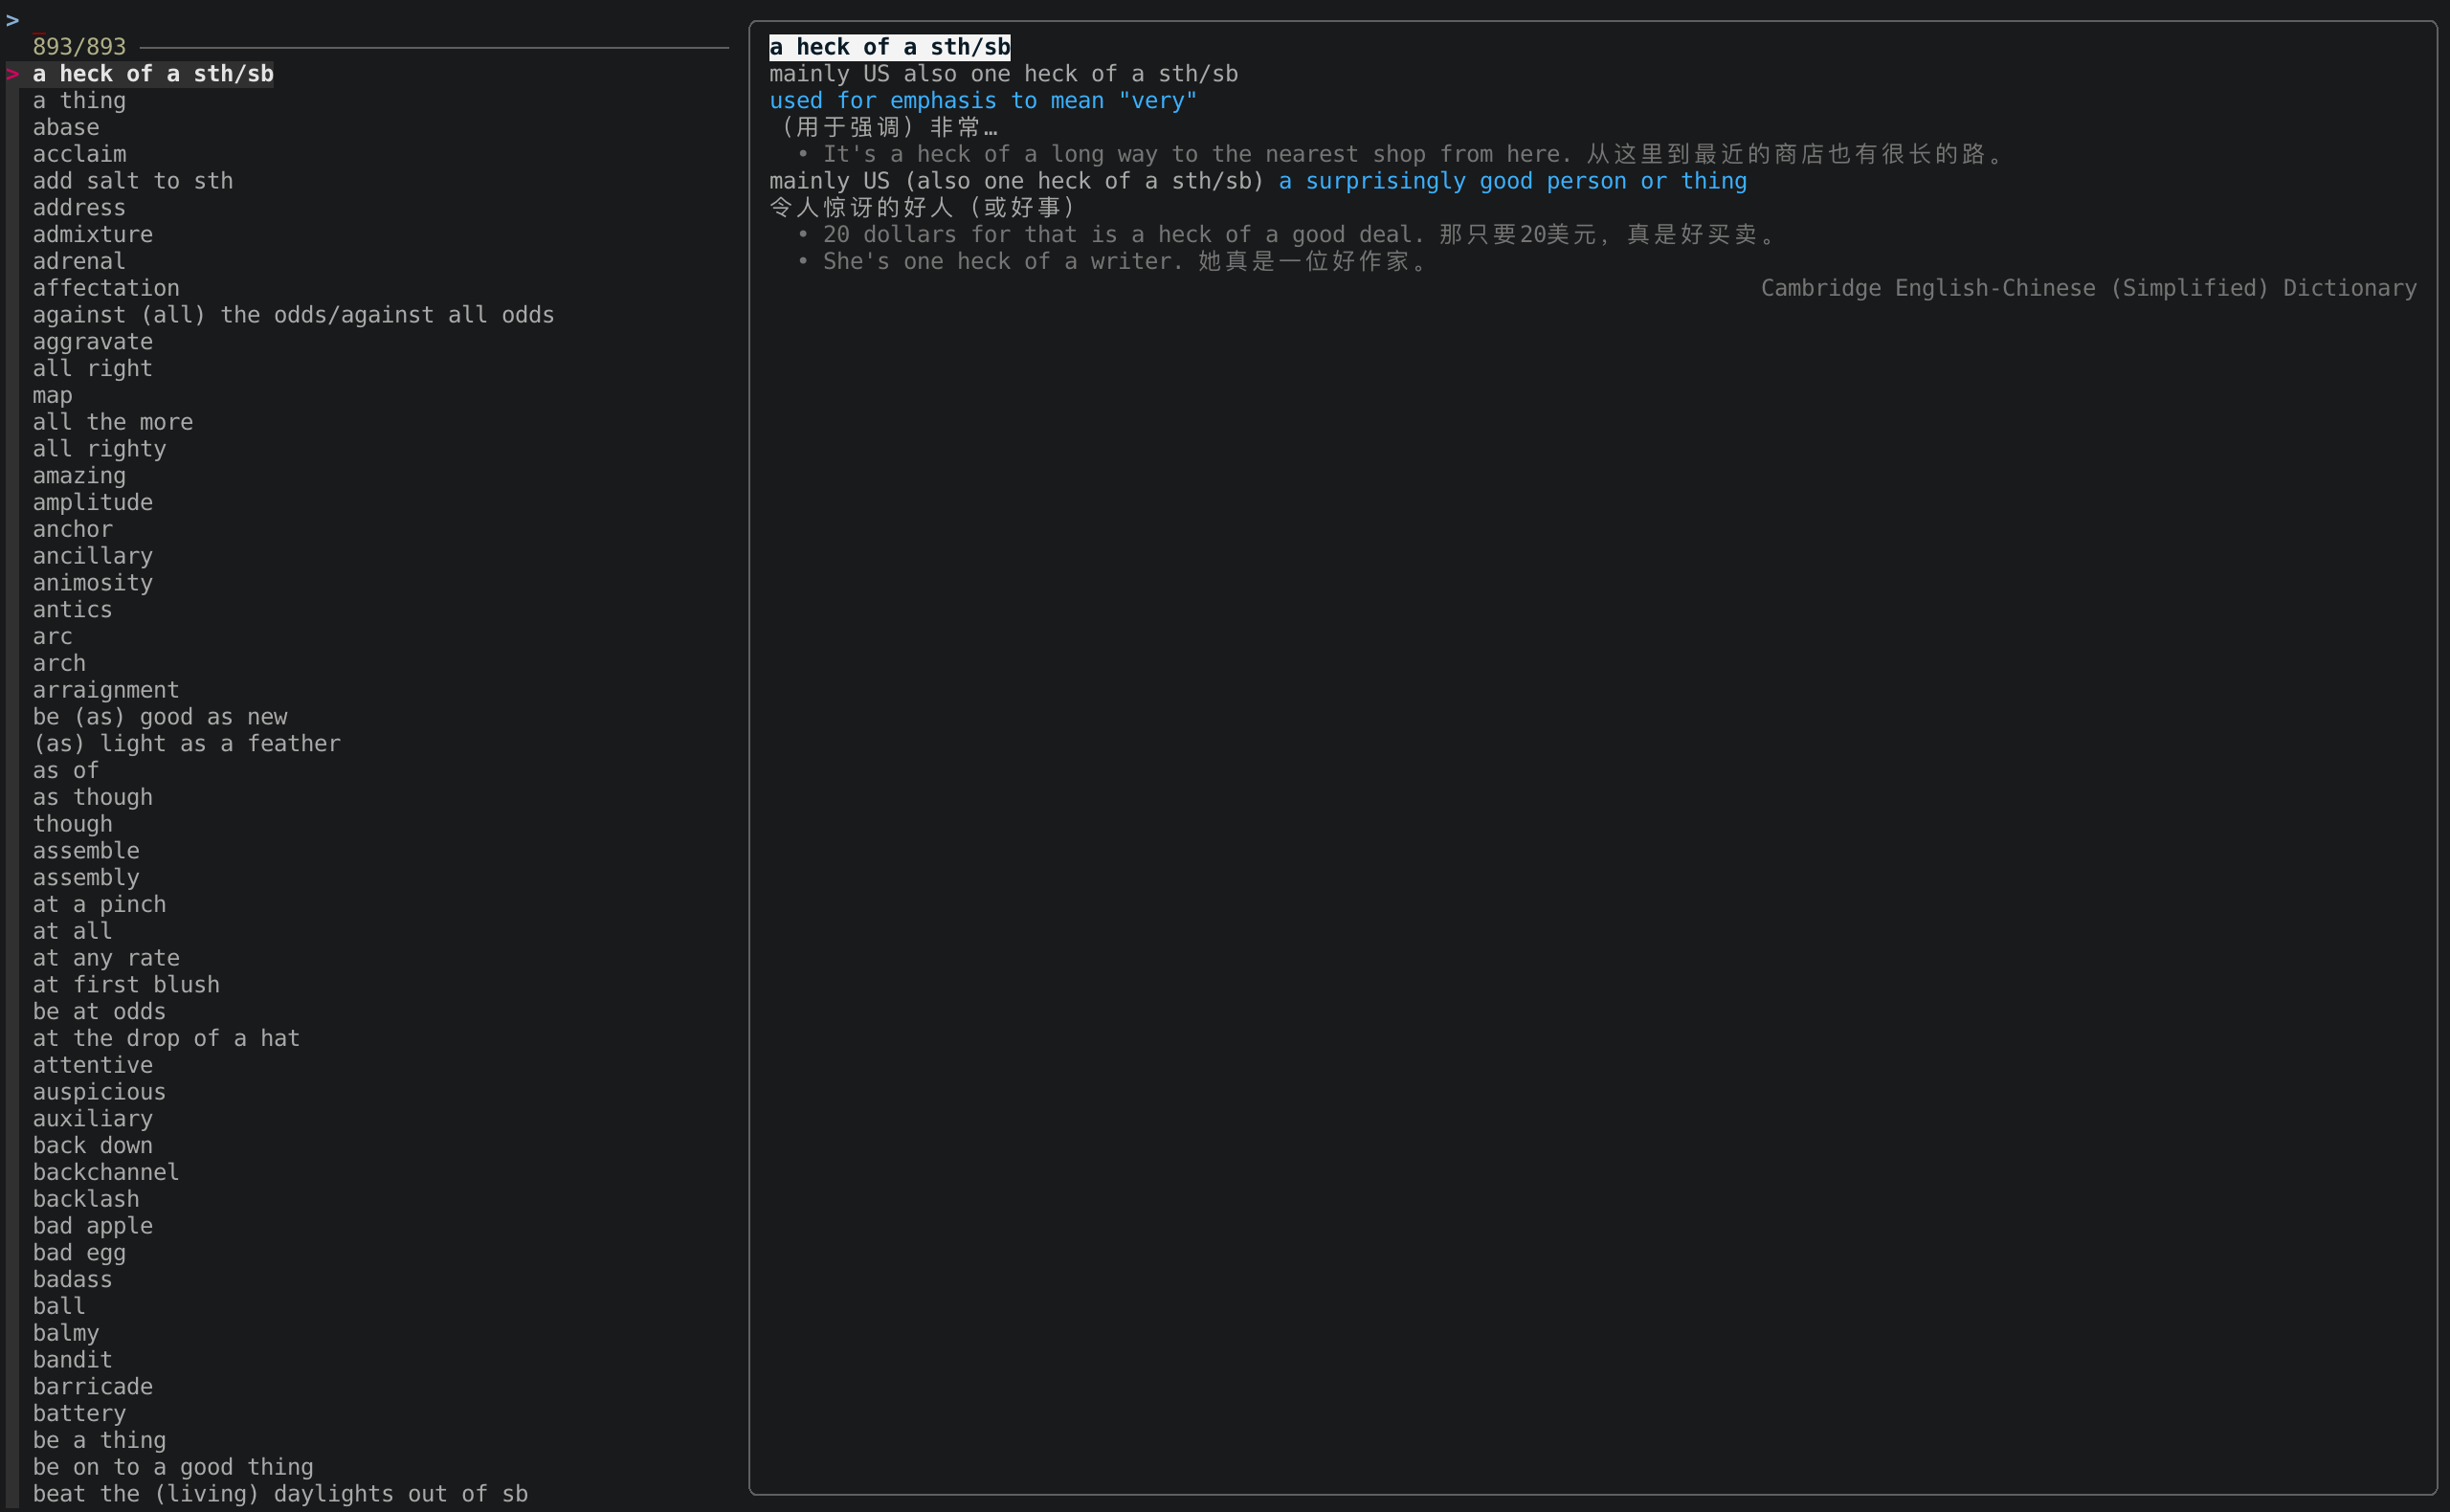 >
893/893
> a heck of a sth/sb
a thing
abase
acclaim
add salt to sth
address
admixture
adrenal
affectation
against (all) the odds/against all odds
aggravate
all right
map
all the more
all righty
amazing
amplitude
anchor
ancillary
animosity
antics
arc
arch
arraignment
be (as) good as new
(as) light as a feather
as of
as though
though
assemble
assembly
at a pinch
at all
at any rate
at first blush
be at odds
at the drop of a hat
attentive
auspicious
auxiliary
back down
backchannel
backlash
bad apple
bad egg
badass
ball
balmy
bandit
barricade
battery
be a thing
be on to a good thing
beat the (living) daylights out of sb
a heck of a sth/sb
mainly US also one heck of a sth/sb
used for emphasis to mean "very"
（用于强调）非常…
• It's a heck of a long way to the nearest shop from here. 从这里到最近的商店也有很长的路。
mainly US (also one heck of a sth/sb) a surprisingly good person or thing
令人惊讶的好人（或好事）
• 20 dollars for that is a heck of a good deal. 那只要20美元，真是好买卖。
• She's one heck of a writer. 她真是一位好作家。
Cambridge English-Chinese (Simplified) Dictionary